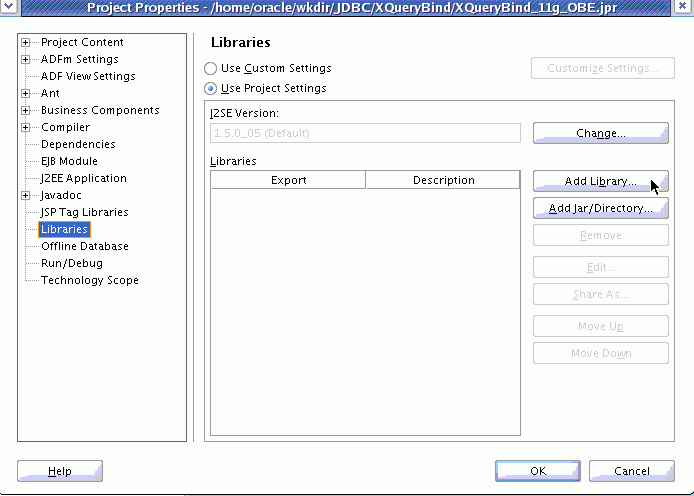 Project Properties - /home/oracle/wkdir/JDBC/XQueryBind/XQueryBind_11g_OBE.jpr
Project Content
ADFm Settings
ADF View Settings
Ant
Business Components
Compiler
Dependencies
EJB Module
J2EE Application
Javadoc
JSP Tag Libraries
Libraries
Offline Database
Run/Debug
Technology Scope
Libraries
Use Custom Settings
Customize Settings...
Use Project Settings
J2SE Version:
1.5.0_05 (Default)
Change...
Libraries
Export Description
Add Library...
Add Jar/Directory...
Remove
Edit...
Share As...
Move Up
Move Down
Help
OK
Cancel